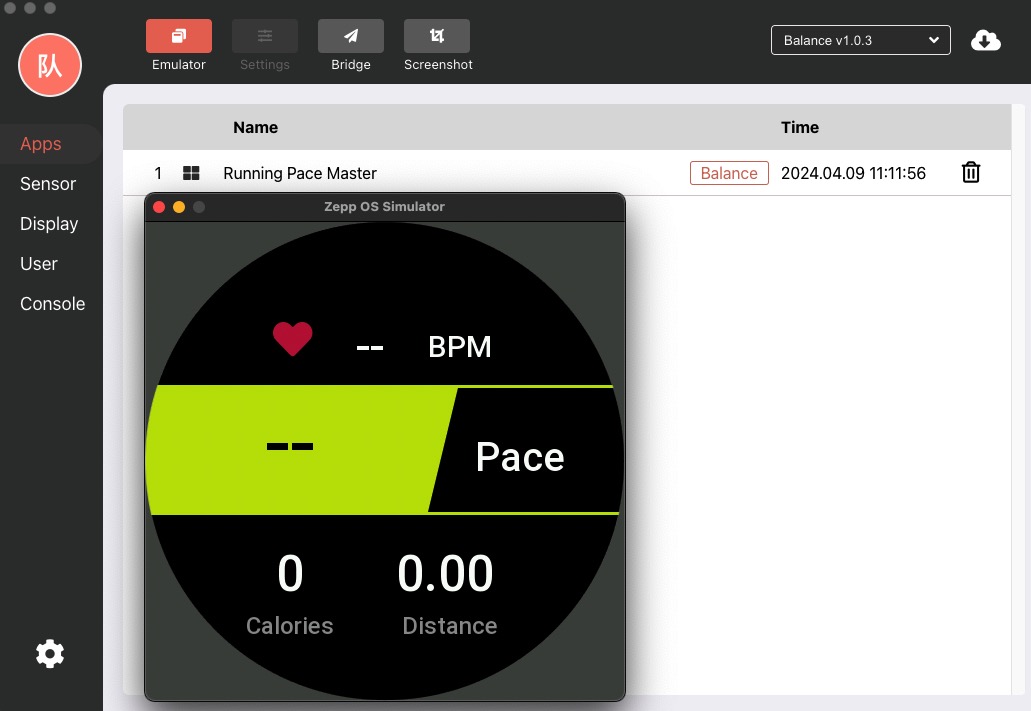 队
Emulator
Settings
Bridge
Screenshot
Balance v1.0.3
Apps
Sensor
Display
User
Console
Name
Time
1
Running Pace Master
Balance
2024.04.09 11:11:56
Zepp OS Simulator
-- BPM
--
Pace
0
0.00
Calories
Distance